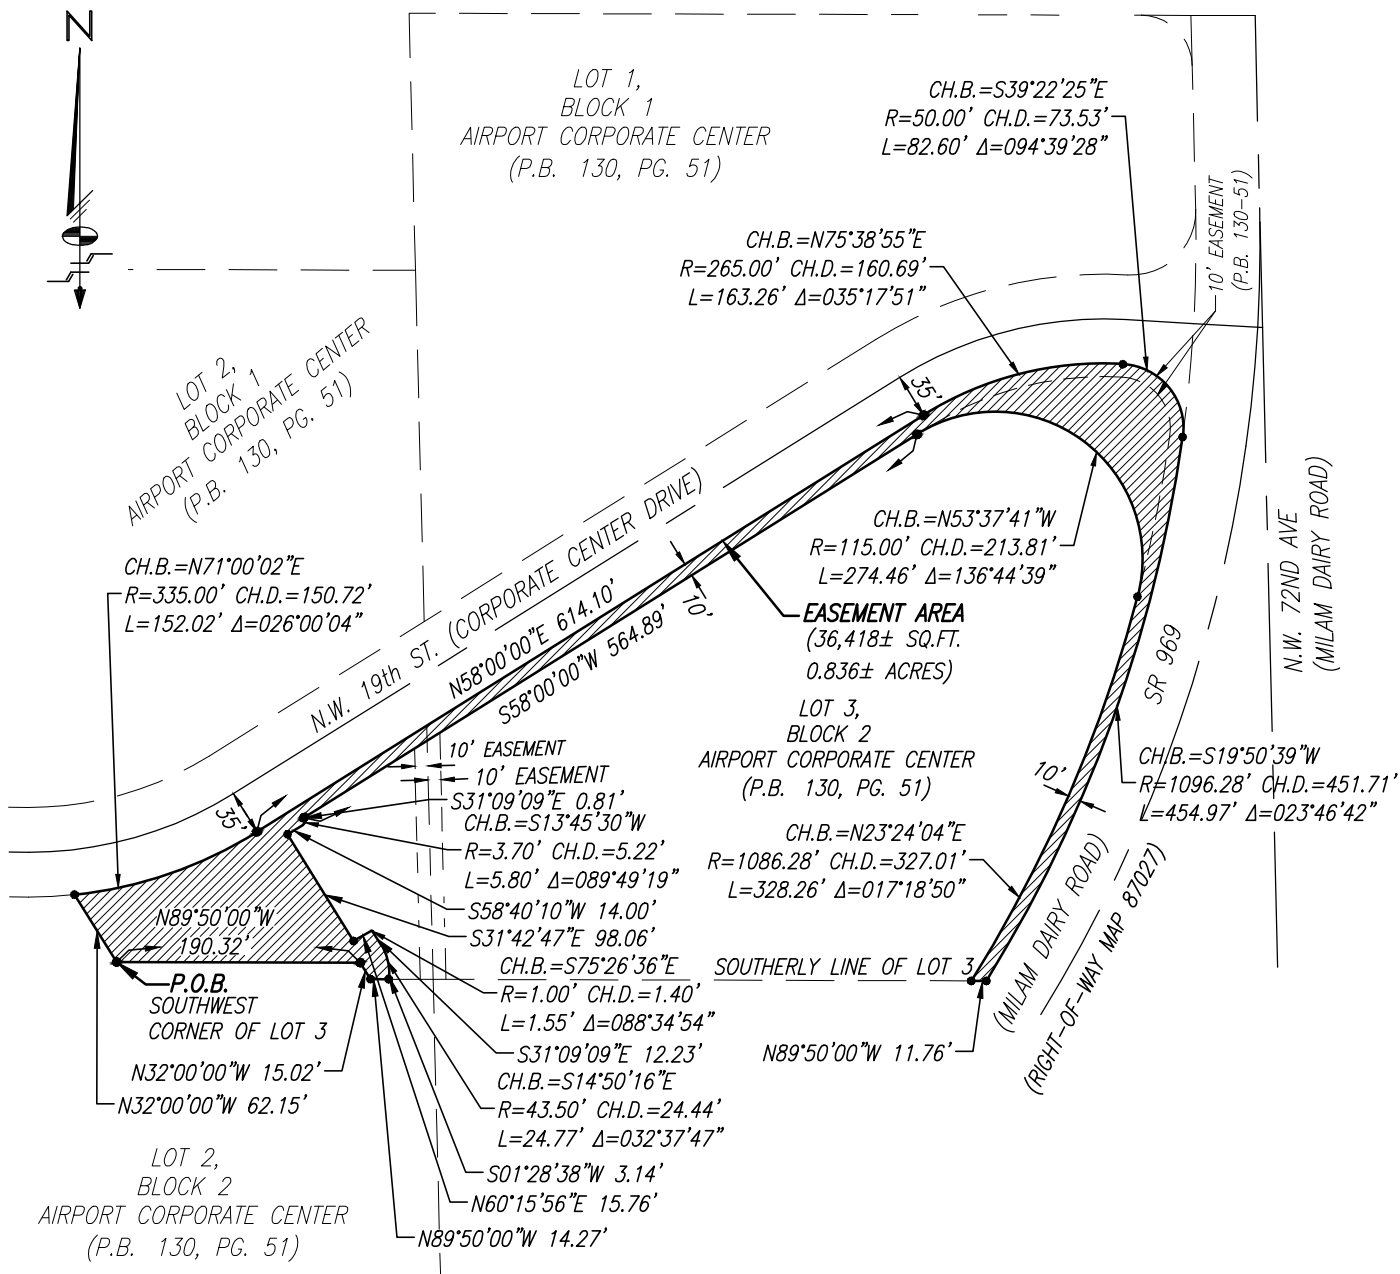 N
LOT 1,
BLOCK 1
AIRPORT CORPORATE CENTER
(P.B. 130, PG. 51)
CH.B.=S39°22'25"E
R=50.00' CH.D.=73.53'
L=82.60' Δ=094°39'28"
10' EASEMENT
(P.B. 130-51)
CH.B.=N75°38'55"E
R=265.00' CH.D.=160.69'
L=163.26' Δ=035°17'51"
LOT 2,
BLOCK 1
AIRPORT CORPORATE CENTER
(P.B. 130, PG. 51)
35'
N.W. 19th ST. (CORPORATE CENTER DRIVE)
CH.B.=N53°37'41"W
R=115.00' CH.D.=213.81'
L=274.46' Δ=136°44'39"
N.W. 72ND AVE
(MILAM DAIRY ROAD)
CH.B.=N71°00'02"E
R=335.00' CH.D.=150.72'
L=152.02' Δ=026°00'04"
N58°00'00"E 614.10'
S58°00'00"W 564.89'
10'
EASEMENT AREA
(36,418± SQ.FT.
0.836± ACRES)
SR 969
LOT 3,
BLOCK 2
AIRPORT CORPORATE CENTER
(P.B. 130, PG. 51)
10' EASEMENT
10' EASEMENT
35'
S31°09'09"E 0.81'
CH.B.=S13°45'30"W
R=3.70' CH.D.=5.22'
L=5.80' Δ=089°49'19"
S58°40'10"W 14.00'
S31°42'47"E 98.06'
10'
CH.B.=S19°50'39"W
R=1096.28' CH.D.=451.71'
L=454.97' Δ=023°46'42"
CH.B.=N23°24'04"E
R=1086.28' CH.D.=327.01'
L=328.26' Δ=017°18'50"
(MILAM DAIRY ROAD)
(RIGHT-OF-WAY MAP 87027)
N89°50'00"W
190.32'
P.O.B.
SOUTHWEST
CORNER OF LOT 3
SOUTHERLY LINE OF LOT 3
CH.B.=S75°26'36"E
R=1.00' CH.D.=1.40'
L=1.55' Δ=088°34'54"
N89°50'00"W 11.76'
S31°09'09"E 12.23'
N32°00'00"W 15.02'
N32°00'00"W 62.15'
CH.B.=S14°50'16"E
R=43.50' CH.D.=24.44'
L=24.77' Δ=032°37'47"
S01°28'38"W 3.14'
N60°15'56"E 15.76'
N89°50'00"W 14.27'
LOT 2,
BLOCK 2
AIRPORT CORPORATE CENTER
(P.B. 130, PG. 51)